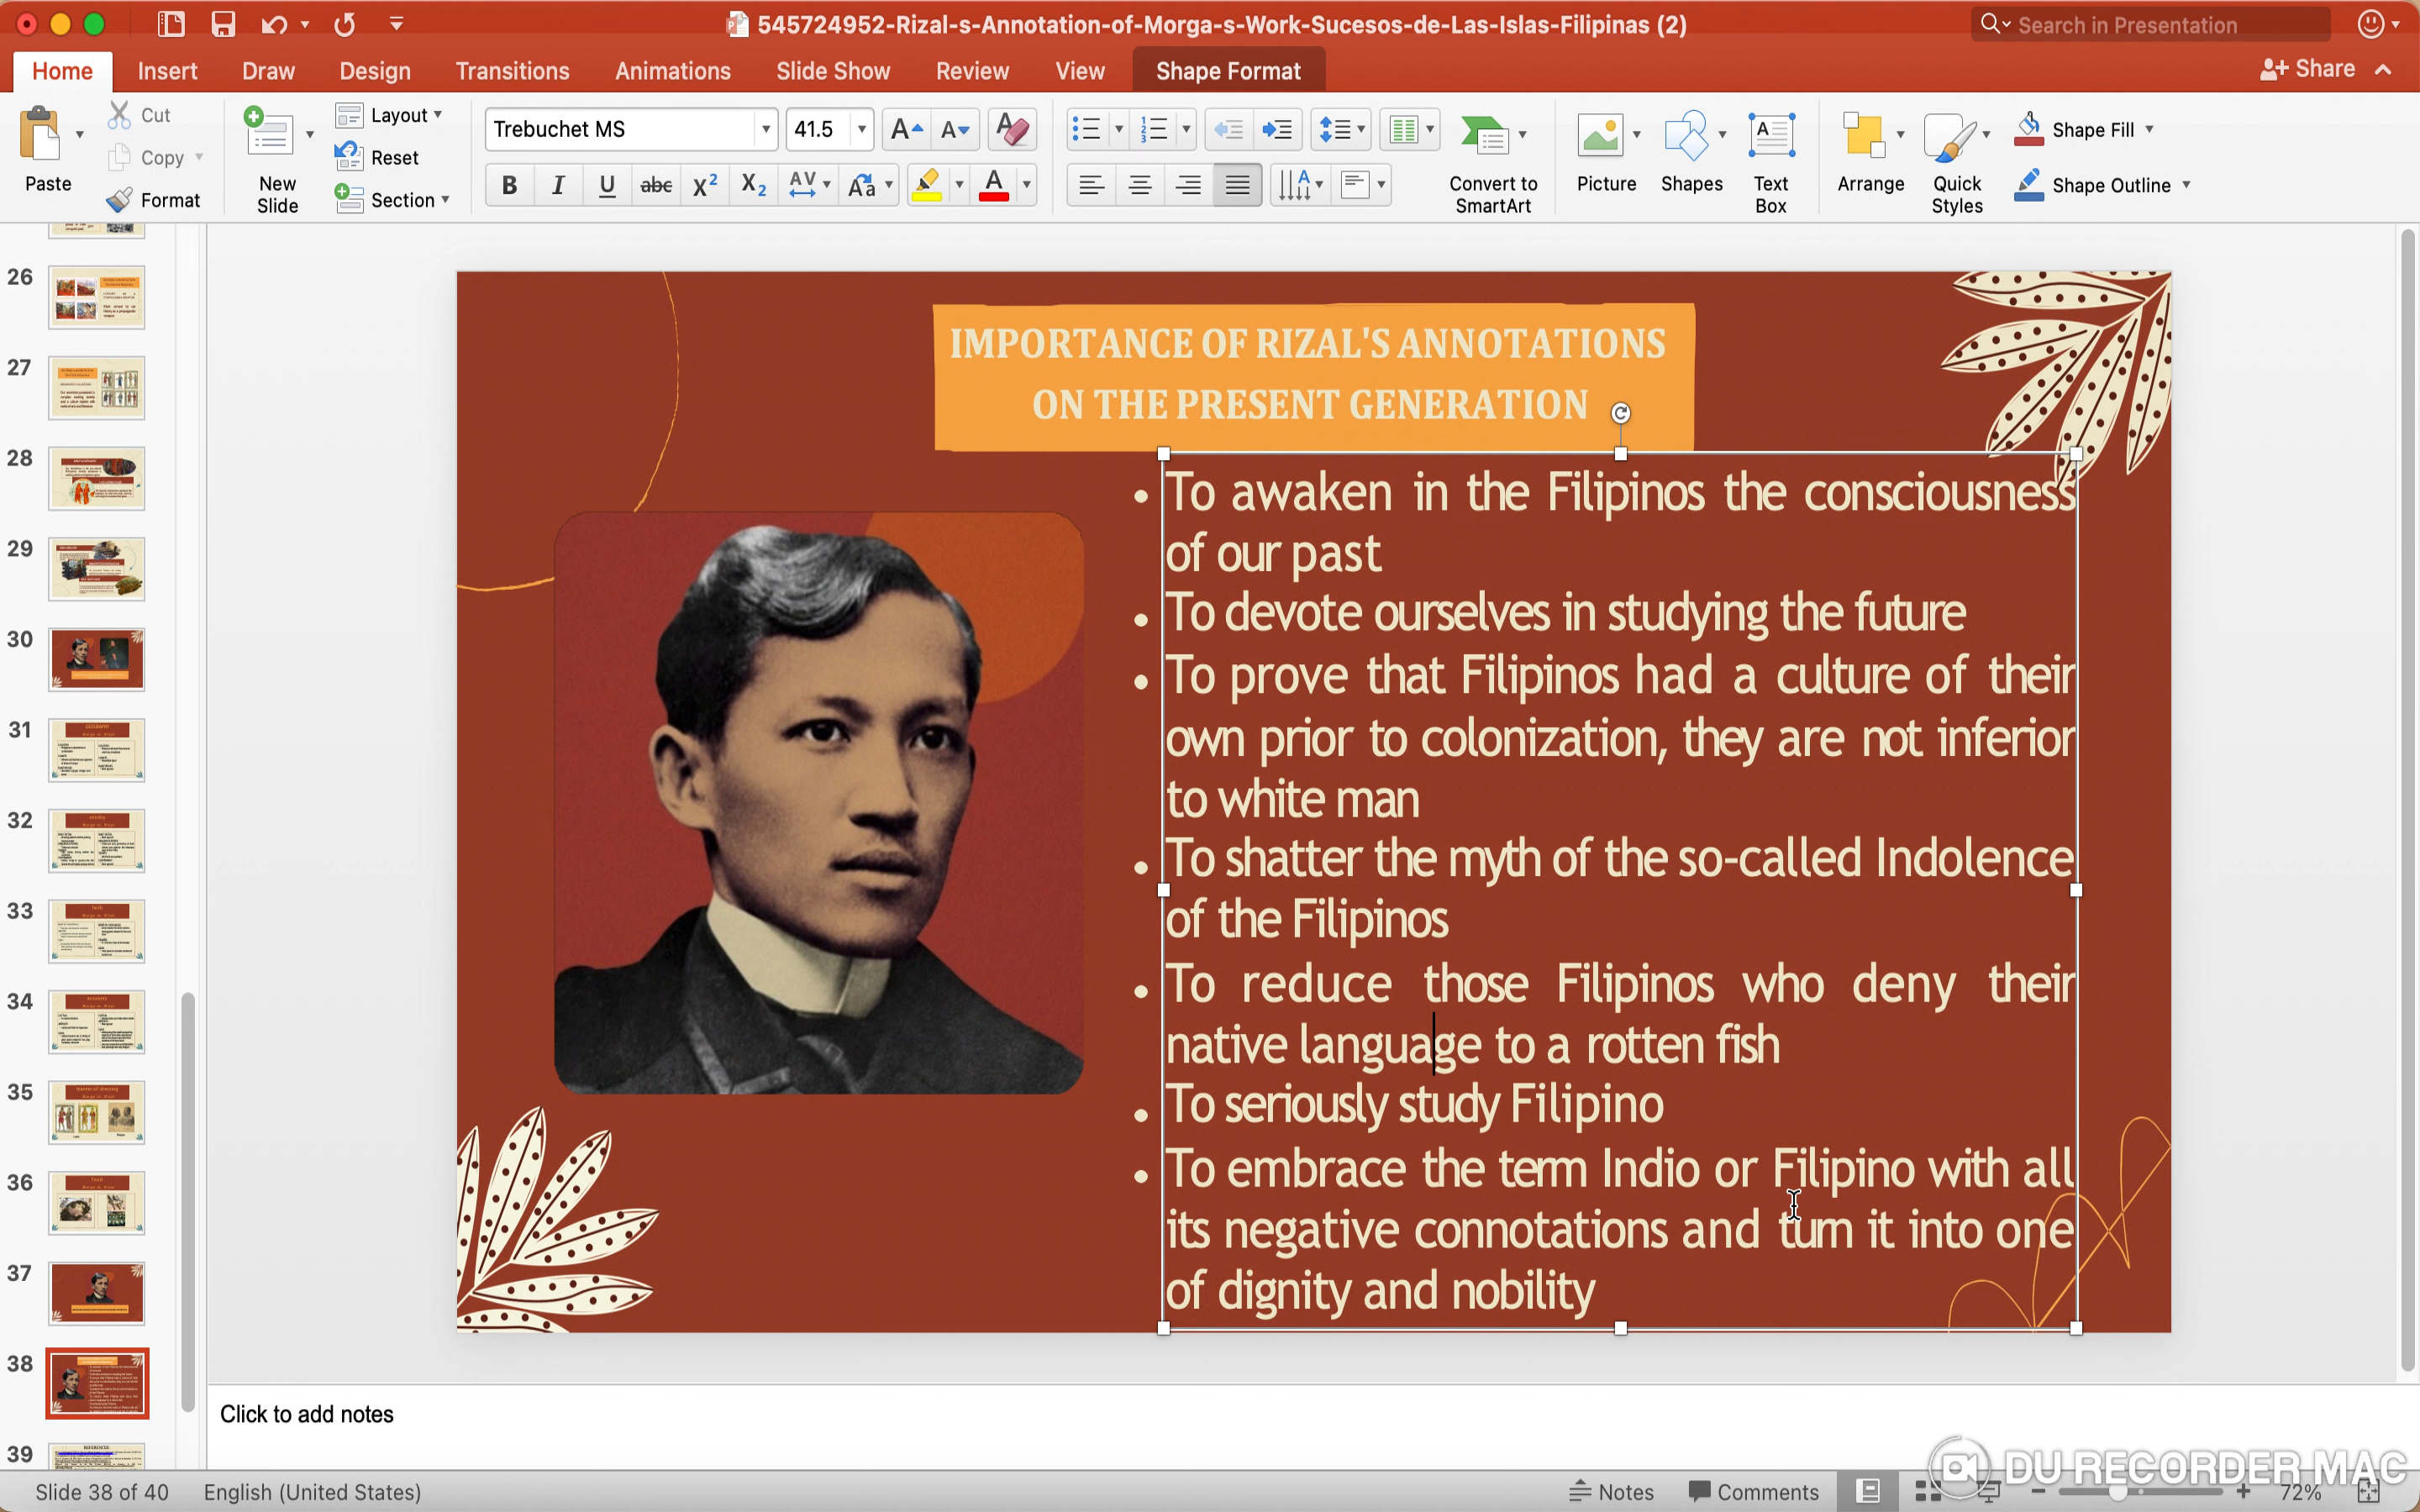 545724952-Rizal-s-Annotation-of-Morga-s-Work-Sucesos-de-Las-Islas-Filipinas (2)
Search in Presentation
Home Insert Draw Design Transitions Animations Slide Show Review View Shape Format
Share
Paste
Cut
Copy
Format
New Slide
Layout
Reset
Section
Trebuchet MS 41.5
Convert to SmartArt
Picture
Shapes
Text Box
Arrange
Quick Styles
Shape Fill
Shape Outline
26
27
28
29
30
31
32
33
34
35
36
37
38
39
IMPORTANCE OF RIZAL'S ANNOTATIONS
ON THE PRESENT GENERATION
• To awaken in the Filipinos the consciousness
of our past
• To devote ourselves in studying the future
• To prove that Filipinos had a culture of their
own prior to colonization, they are not inferior
to white man
• To shatter the myth of the so-called Indolence
of the Filipinos
• To reduce those Filipinos who deny their
native language to a rotten fish
• To seriously study Filipino
• To embrace the term Indio or Filipino with all
its negative connotations and turn it into one
of dignity and nobility
Click to add notes
DU RECORDER MAC
Slide 38 of 40 English (United States) Notes Comments 72%